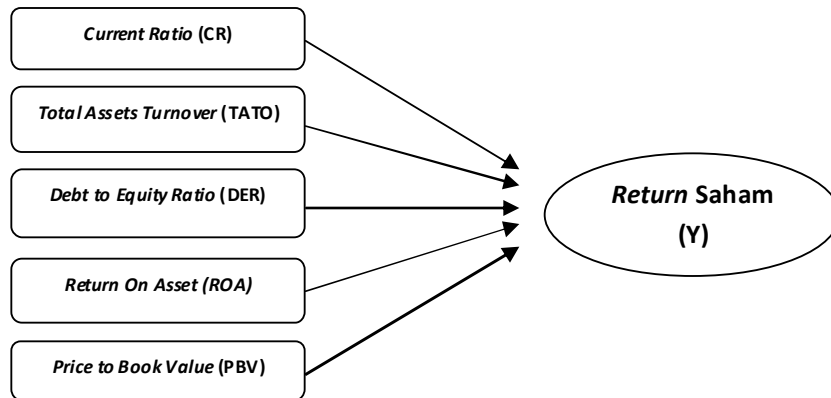 Current Ratio (CR)
Total Assets Turnover (TATO)
Debt to Equity Ratio (DER)
Return On Asset (ROA)
Price to Book Value (PBV)
Return Saham
(Y)